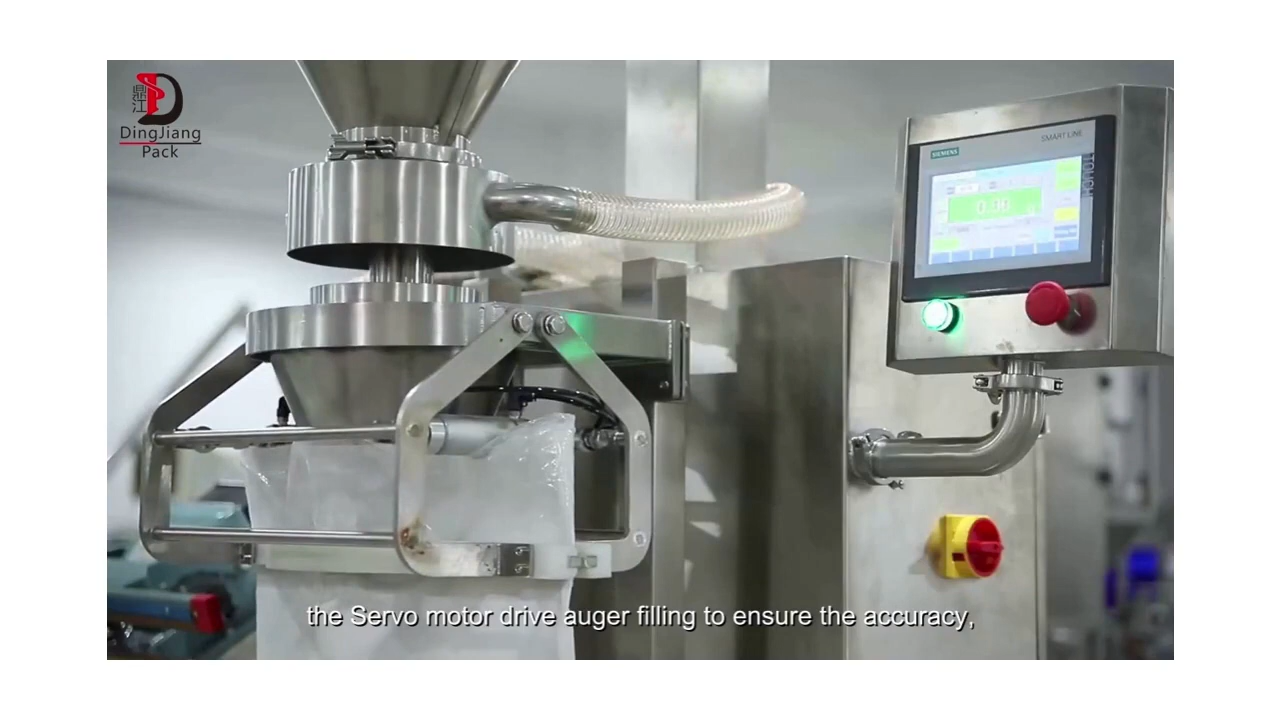 鼎江
DingJiang
Pack
SIEMENS
SMART LINE
TOUCH
0.00
the Servo motor drive auger filling to ensure the accuracy,